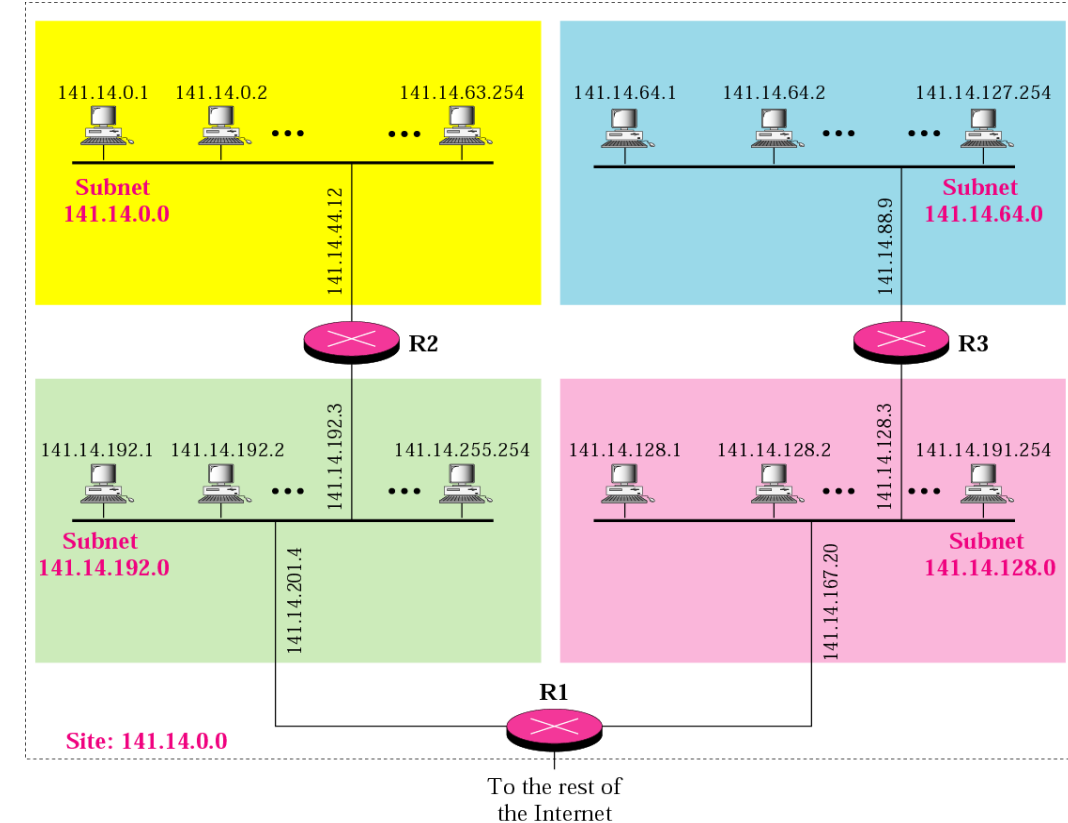 141.14.0.1
141.14.0.2
141.14.63.254
Subnet
141.14.0.0
141.14.44.12
141.14.64.1
141.14.64.2
141.14.127.254
Subnet
141.14.64.0
141.14.88.9
R2
R3
141.14.192.1
141.14.192.2
141.14.192.3
141.14.255.254
Subnet
141.14.192.0
141.14.201.4
141.14.128.1
141.14.128.2
141.14.128.3
141.14.191.254
Subnet
141.14.128.0
141.14.167.20
R1
Site: 141.14.0.0
To the rest of
the Internet